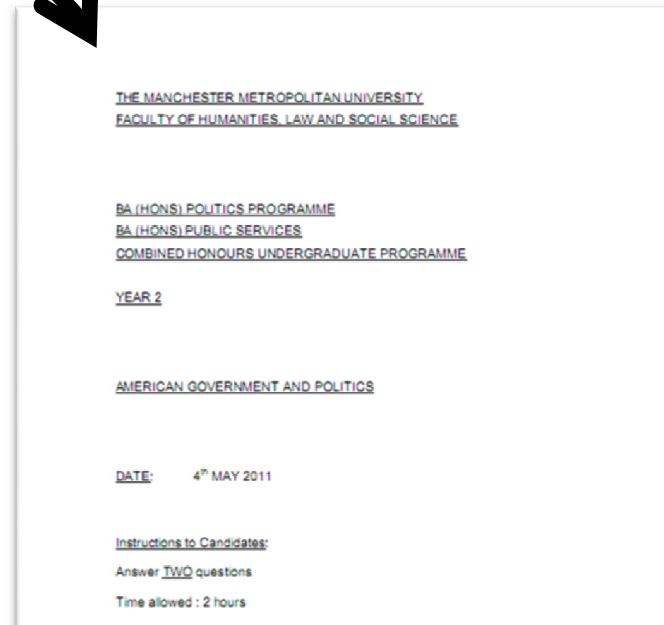 THE MANCHESTER METROPOLITAN UNIVERSITY
FACULTY OF HUMANITIES, LAW AND SOCIAL SCIENCE
BA (HONS) POLITICS PROGRAMME
BA (HONS) PUBLIC SERVICES
COMBINED HONOURS UNDERGRADUATE PROGRAMME
YEAR 2
AMERICAN GOVERNMENT AND POLITICS
DATE: 4th MAY 2011
Instructions to Candidates:
Answer TWO questions
Time allowed : 2 hours